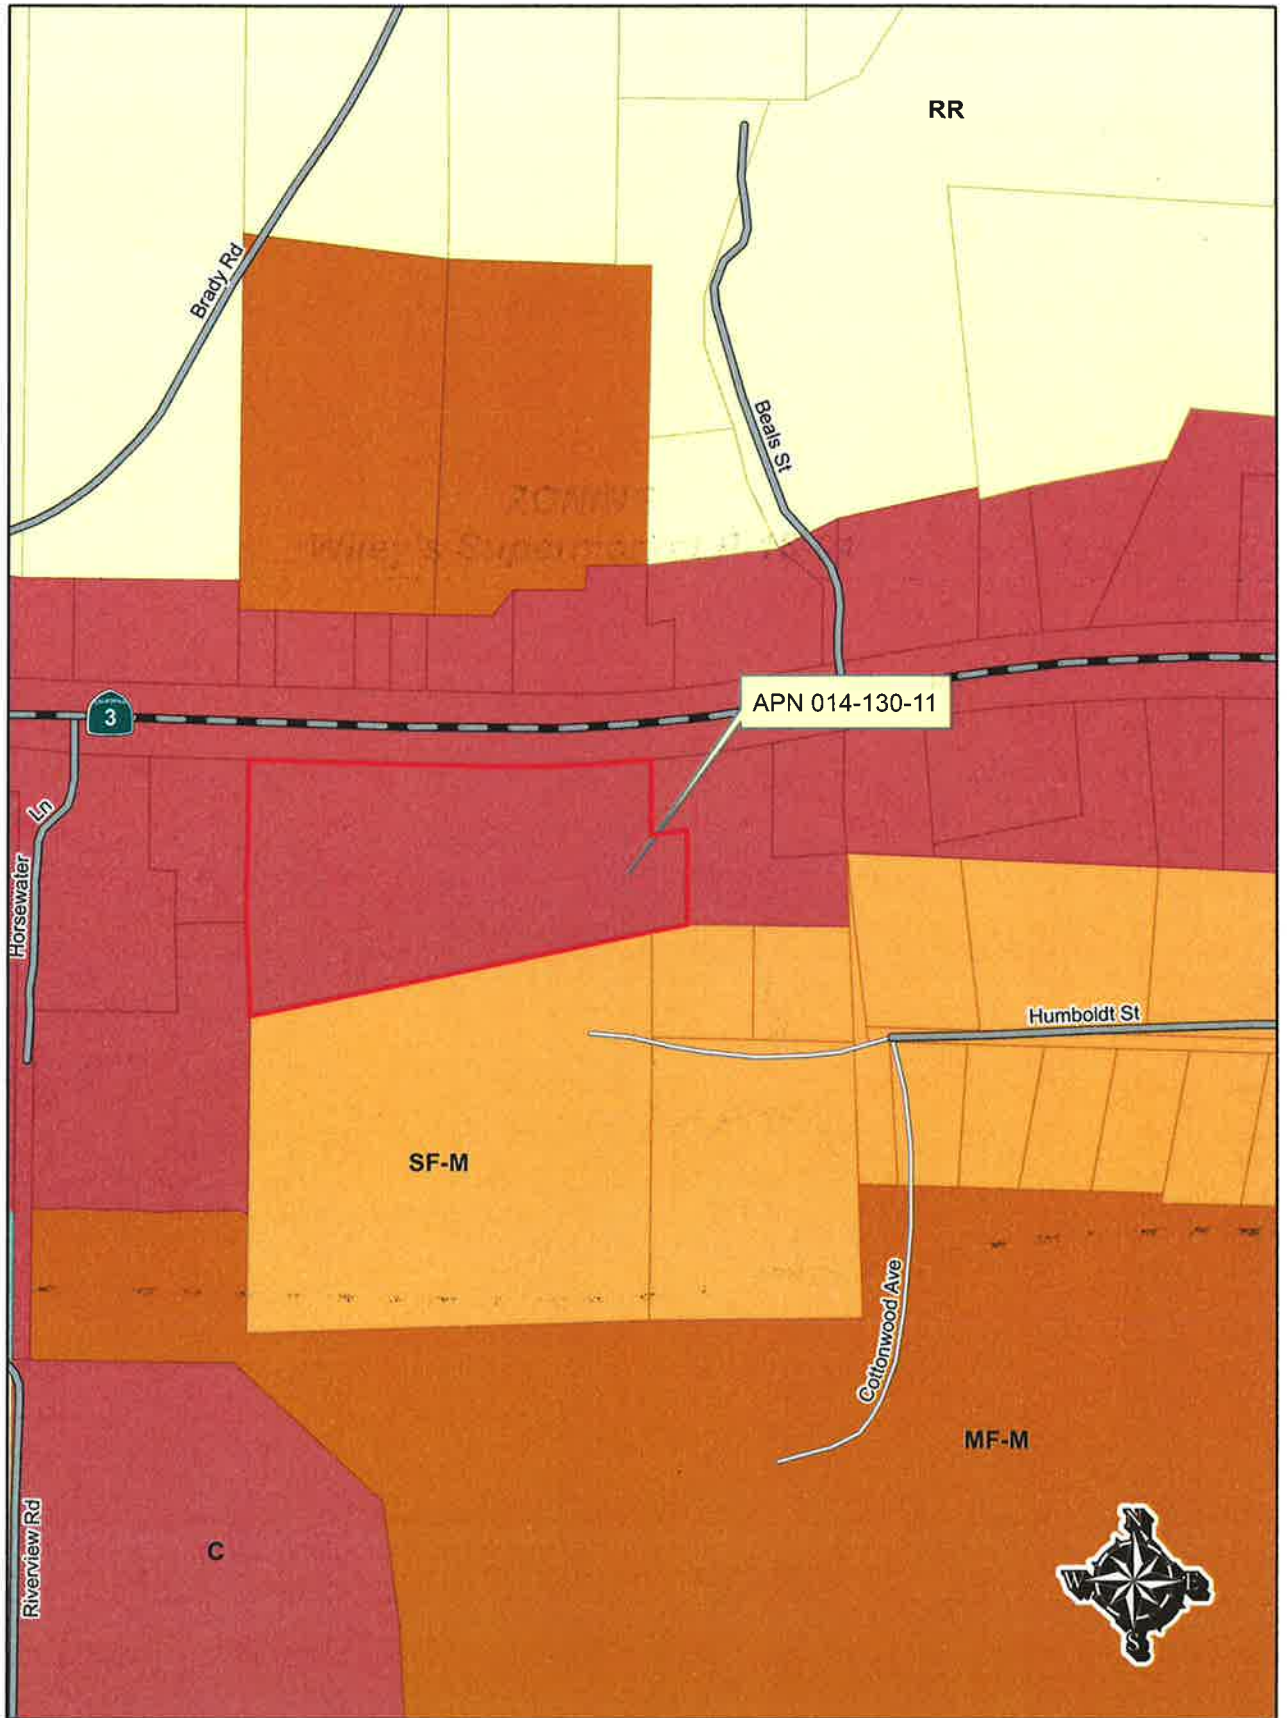 RR
Brady Rd
Beals St
CALIFORNIA
3
APN 014-130-11
Horsewater Ln
Humboldt St
SF-M
Cottonwood Ave
MF-M
Riverview Rd
C
N
W
E
S